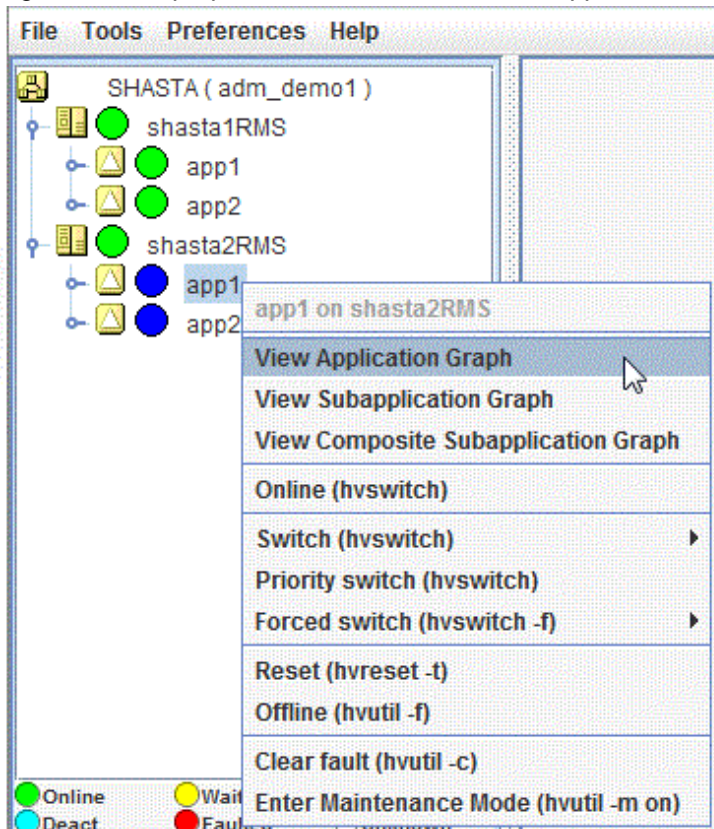 File Tools Preferences Help
SHASTA ( adm_demo1 )
shasta1RMS
app1
app2
shasta2RMS
app1
app2
app1 on shasta2RMS
View Application Graph
View Subapplication Graph
View Composite Subapplication Graph
Online (hvswitch)
Switch (hvswitch)
Priority switch (hvswitch)
Forced switch (hvswitch -f)
Reset (hvreset -t)
Offline (hvutil -f)
Clear fault (hvutil -c)
Enter Maintenance Mode (hvutil -m on)
Online Wait
Deact